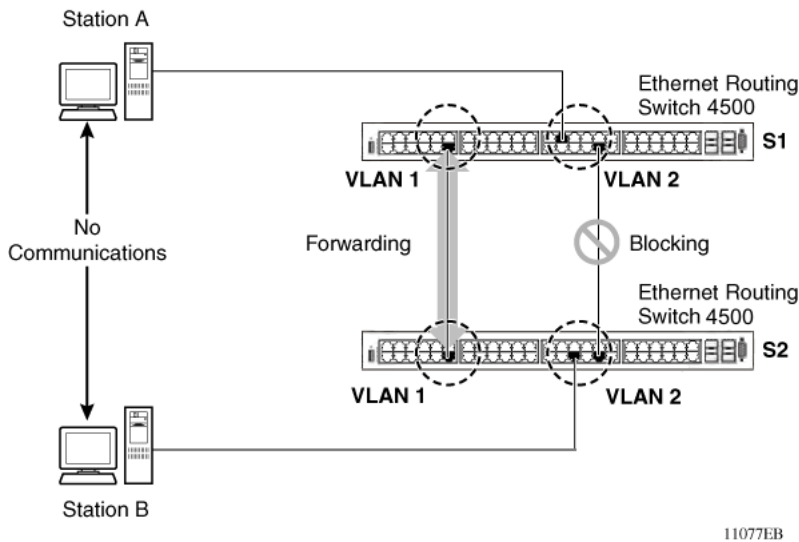 Station A
Ethernet Routing
Switch 4500
S1
VLAN 1
VLAN 2
No
Communications
Forwarding
Blocking
Ethernet Routing
Switch 4500
S2
VLAN 1
VLAN 2
Station B
11077EB